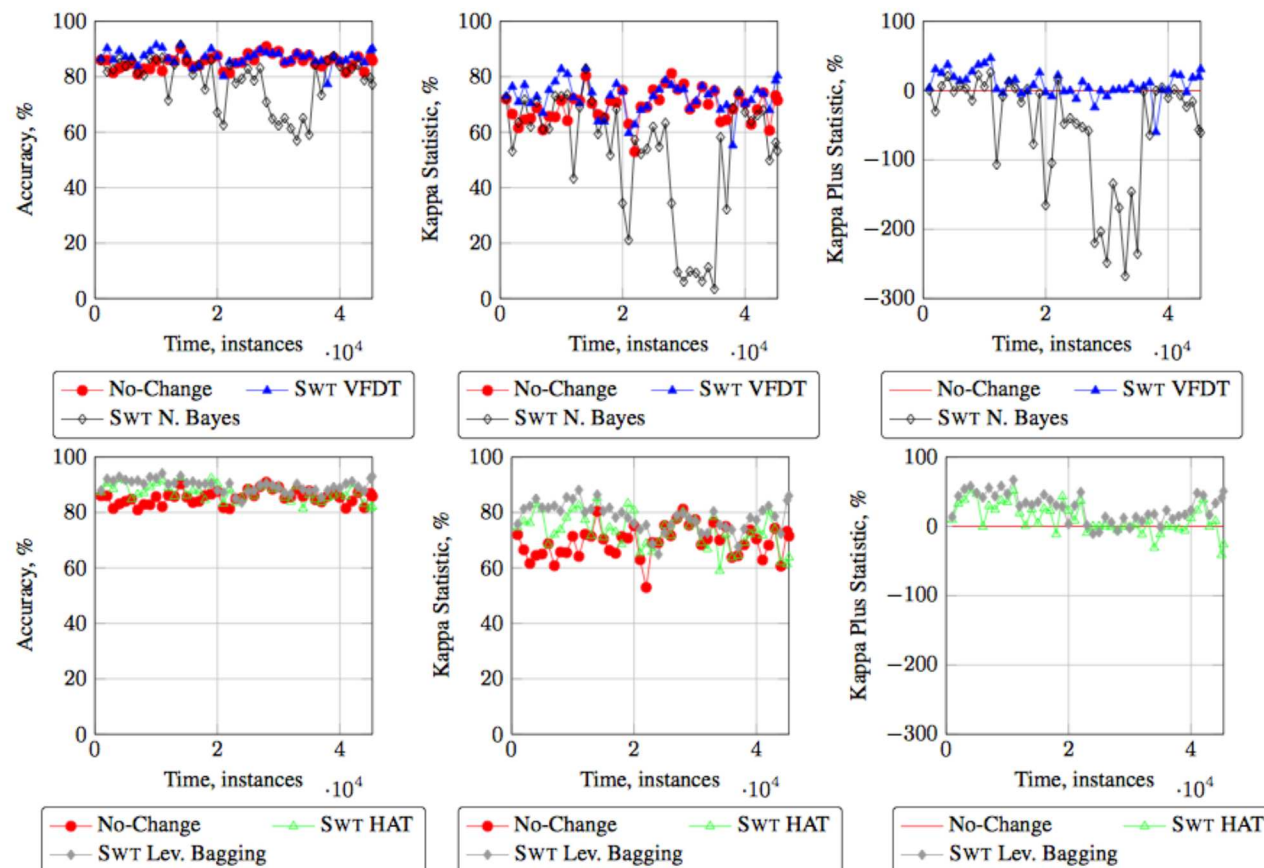 Accuracy, %
100
80
60
40
20
0
0 2 4
Time, instances ·10⁴
No-Change SWT VFDT
SWT N. Bayes
Kappa Statistic, %
100
80
60
40
20
0
0 2 4
Time, instances ·10⁴
No-Change SWT VFDT
SWT N. Bayes
Kappa Plus Statistic, %
100
0
−100
−200
−300
0 2 4
Time, instances ·10⁴
No-Change SWT VFDT
SWT N. Bayes
Accuracy, %
100
80
60
40
20
0
0 2 4
Time, instances ·10⁴
No-Change SWT HAT
SWT Lev. Bagging
Kappa Statistic, %
100
80
60
40
20
0
0 2 4
Time, instances ·10⁴
No-Change SWT HAT
SWT Lev. Bagging
Kappa Plus Statistic, %
100
0
−100
−200
−300
0 2 4
Time, instances ·10⁴
No-Change SWT HAT
SWT Lev. Bagging